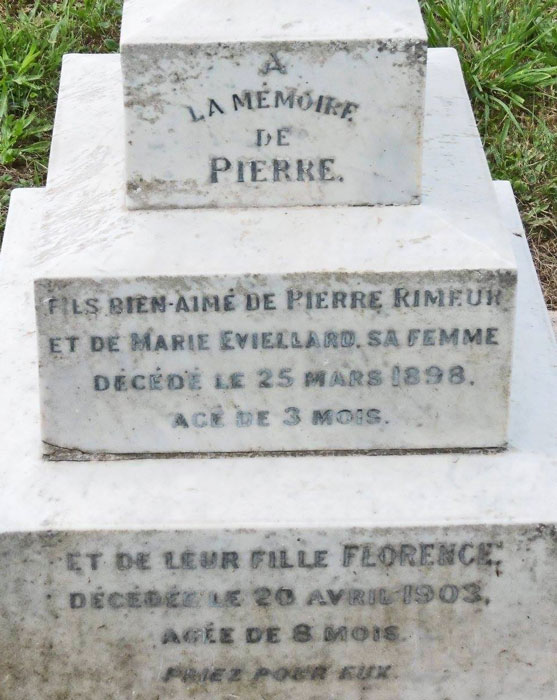 A
LA MÉMOIRE
DE
PIERRE.
FILS BIEN-AIMÉ DE PIERRE RIMEUR
ET DE MARIE EVIELLARD. SA FEMME
DÉCÉDÉ LE 25 MARS 1898.
AGÉ DE 3 MOIS.
ET DE LEUR FILLE FLORENCE,
DÉCÉDÉE LE 20 AVRIL 1903.
AGÉE DE 8 MOIS.
PRIEZ POUR EUX.